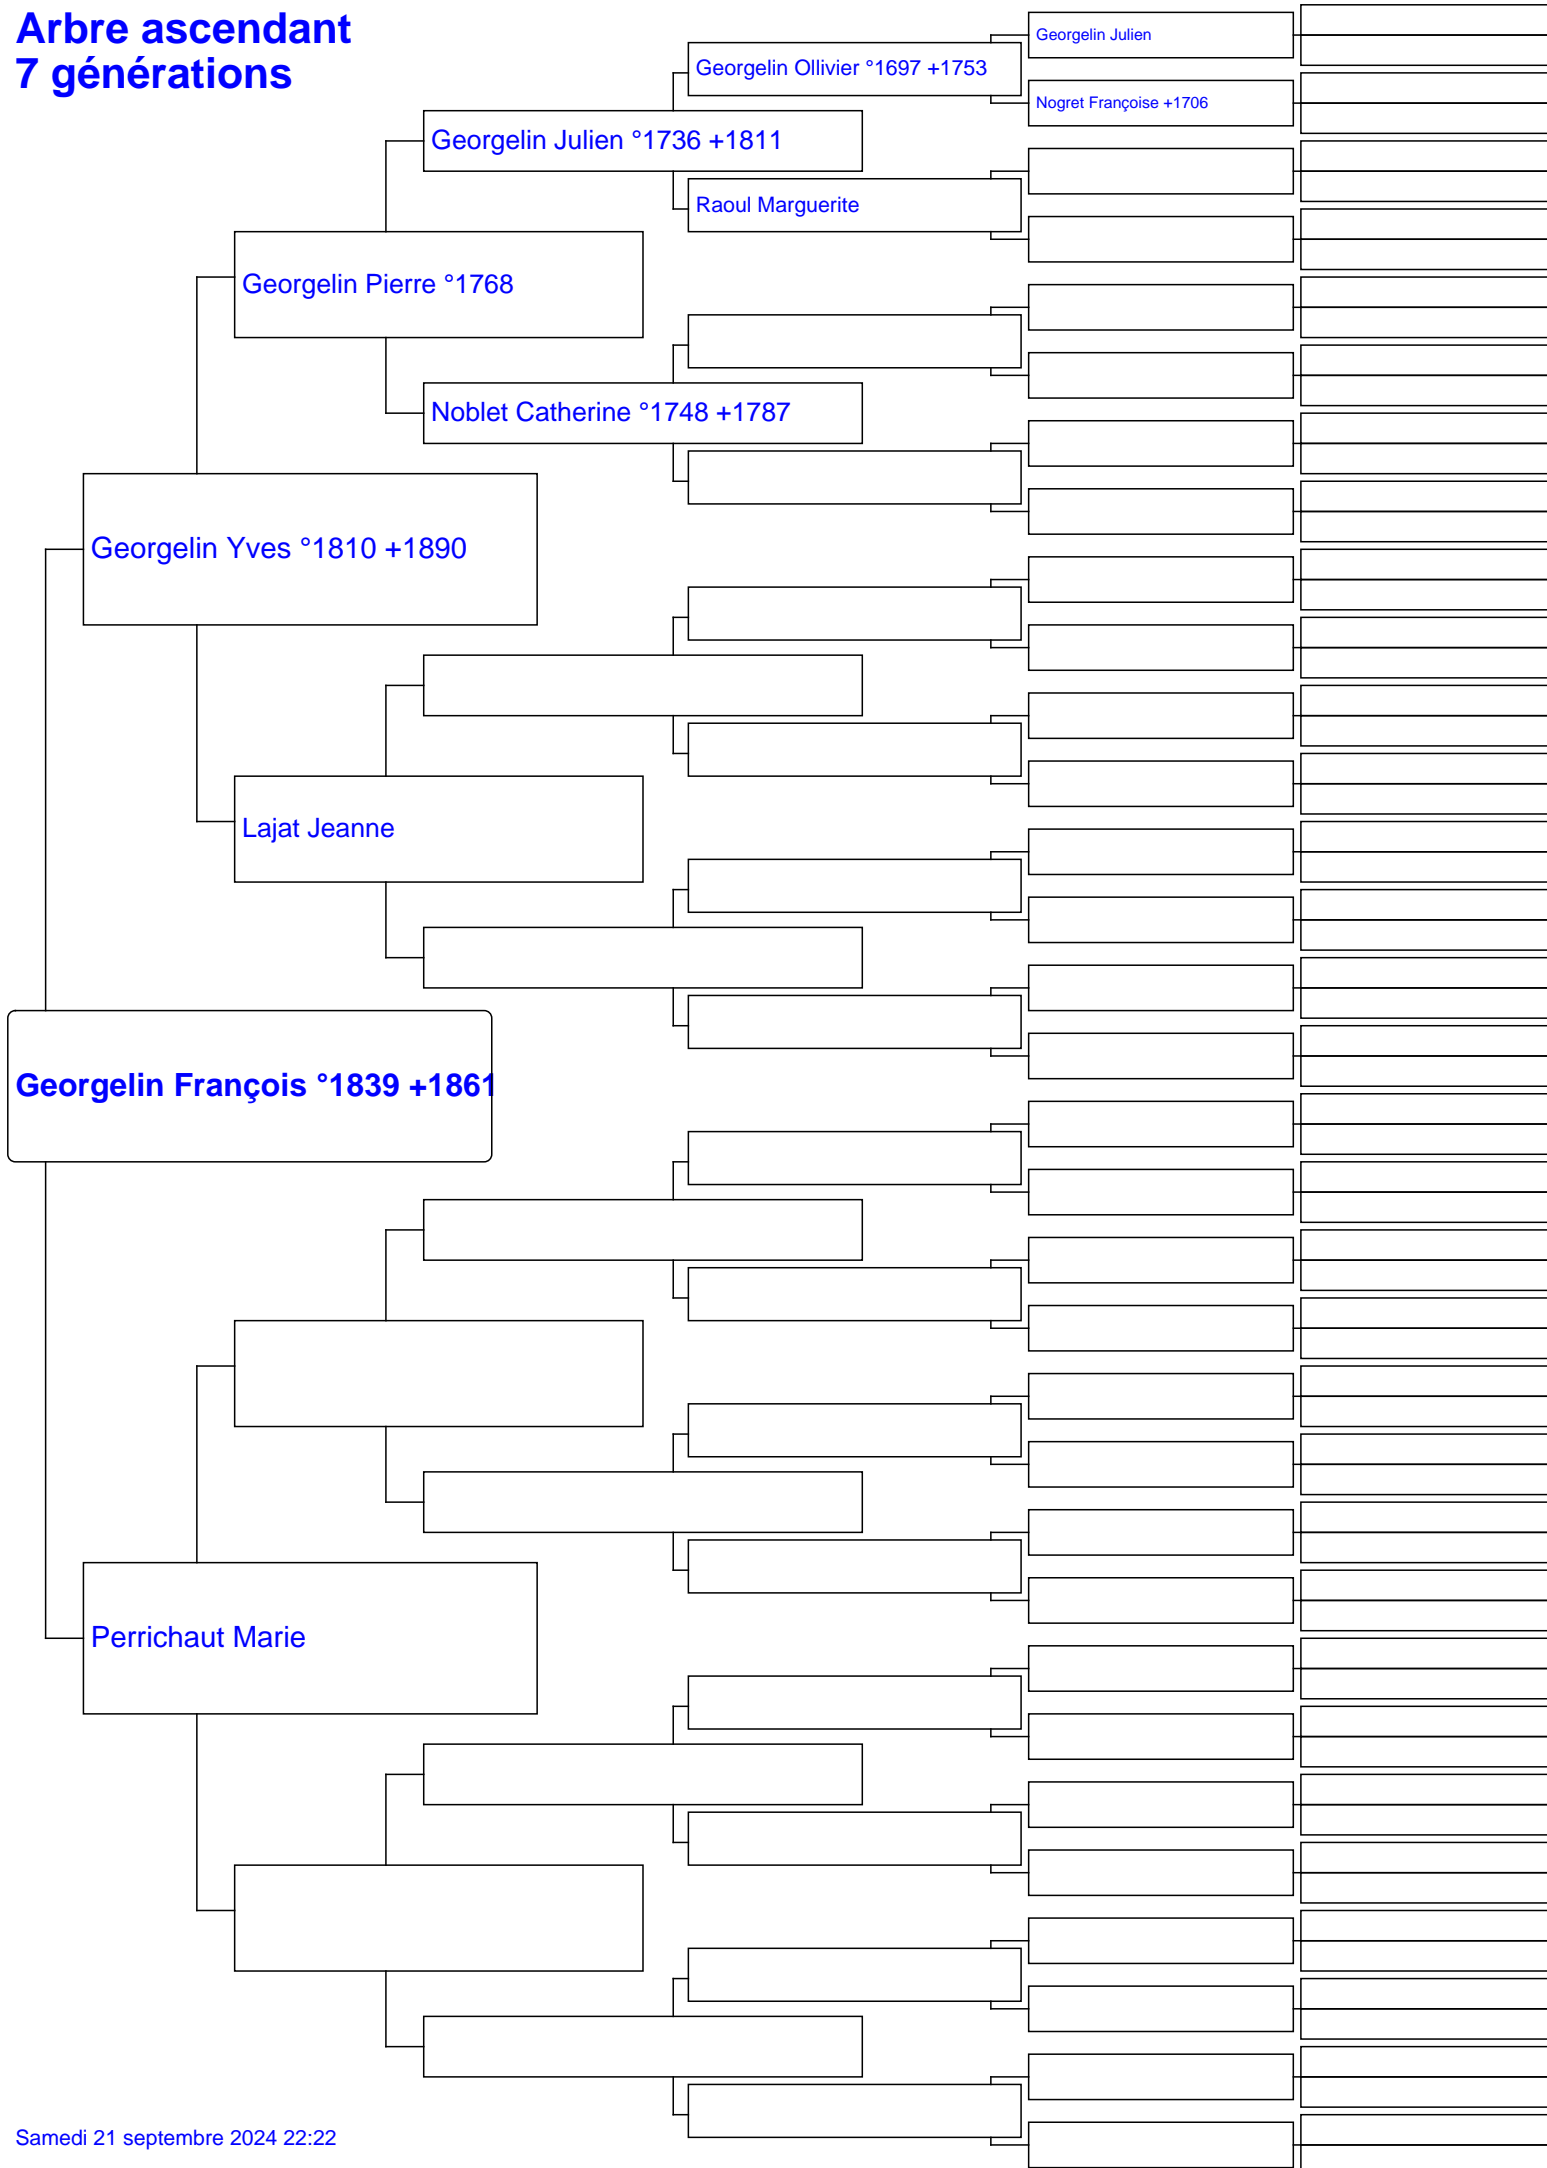 Arbre ascendant
7 générations
Georgelin Julien
Georgelin Ollivier °1697 +1753
Nogret Françoise +1706
Georgelin Julien °1736 +1811
Raoul Marguerite
Georgelin Pierre °1768
Noblet Catherine °1748 +1787
Georgelin Yves °1810 +1890
Lajat Jeanne
Georgelin François °1839 +1861
Perrichaut Marie
Samedi 21 septembre 2024 22:22